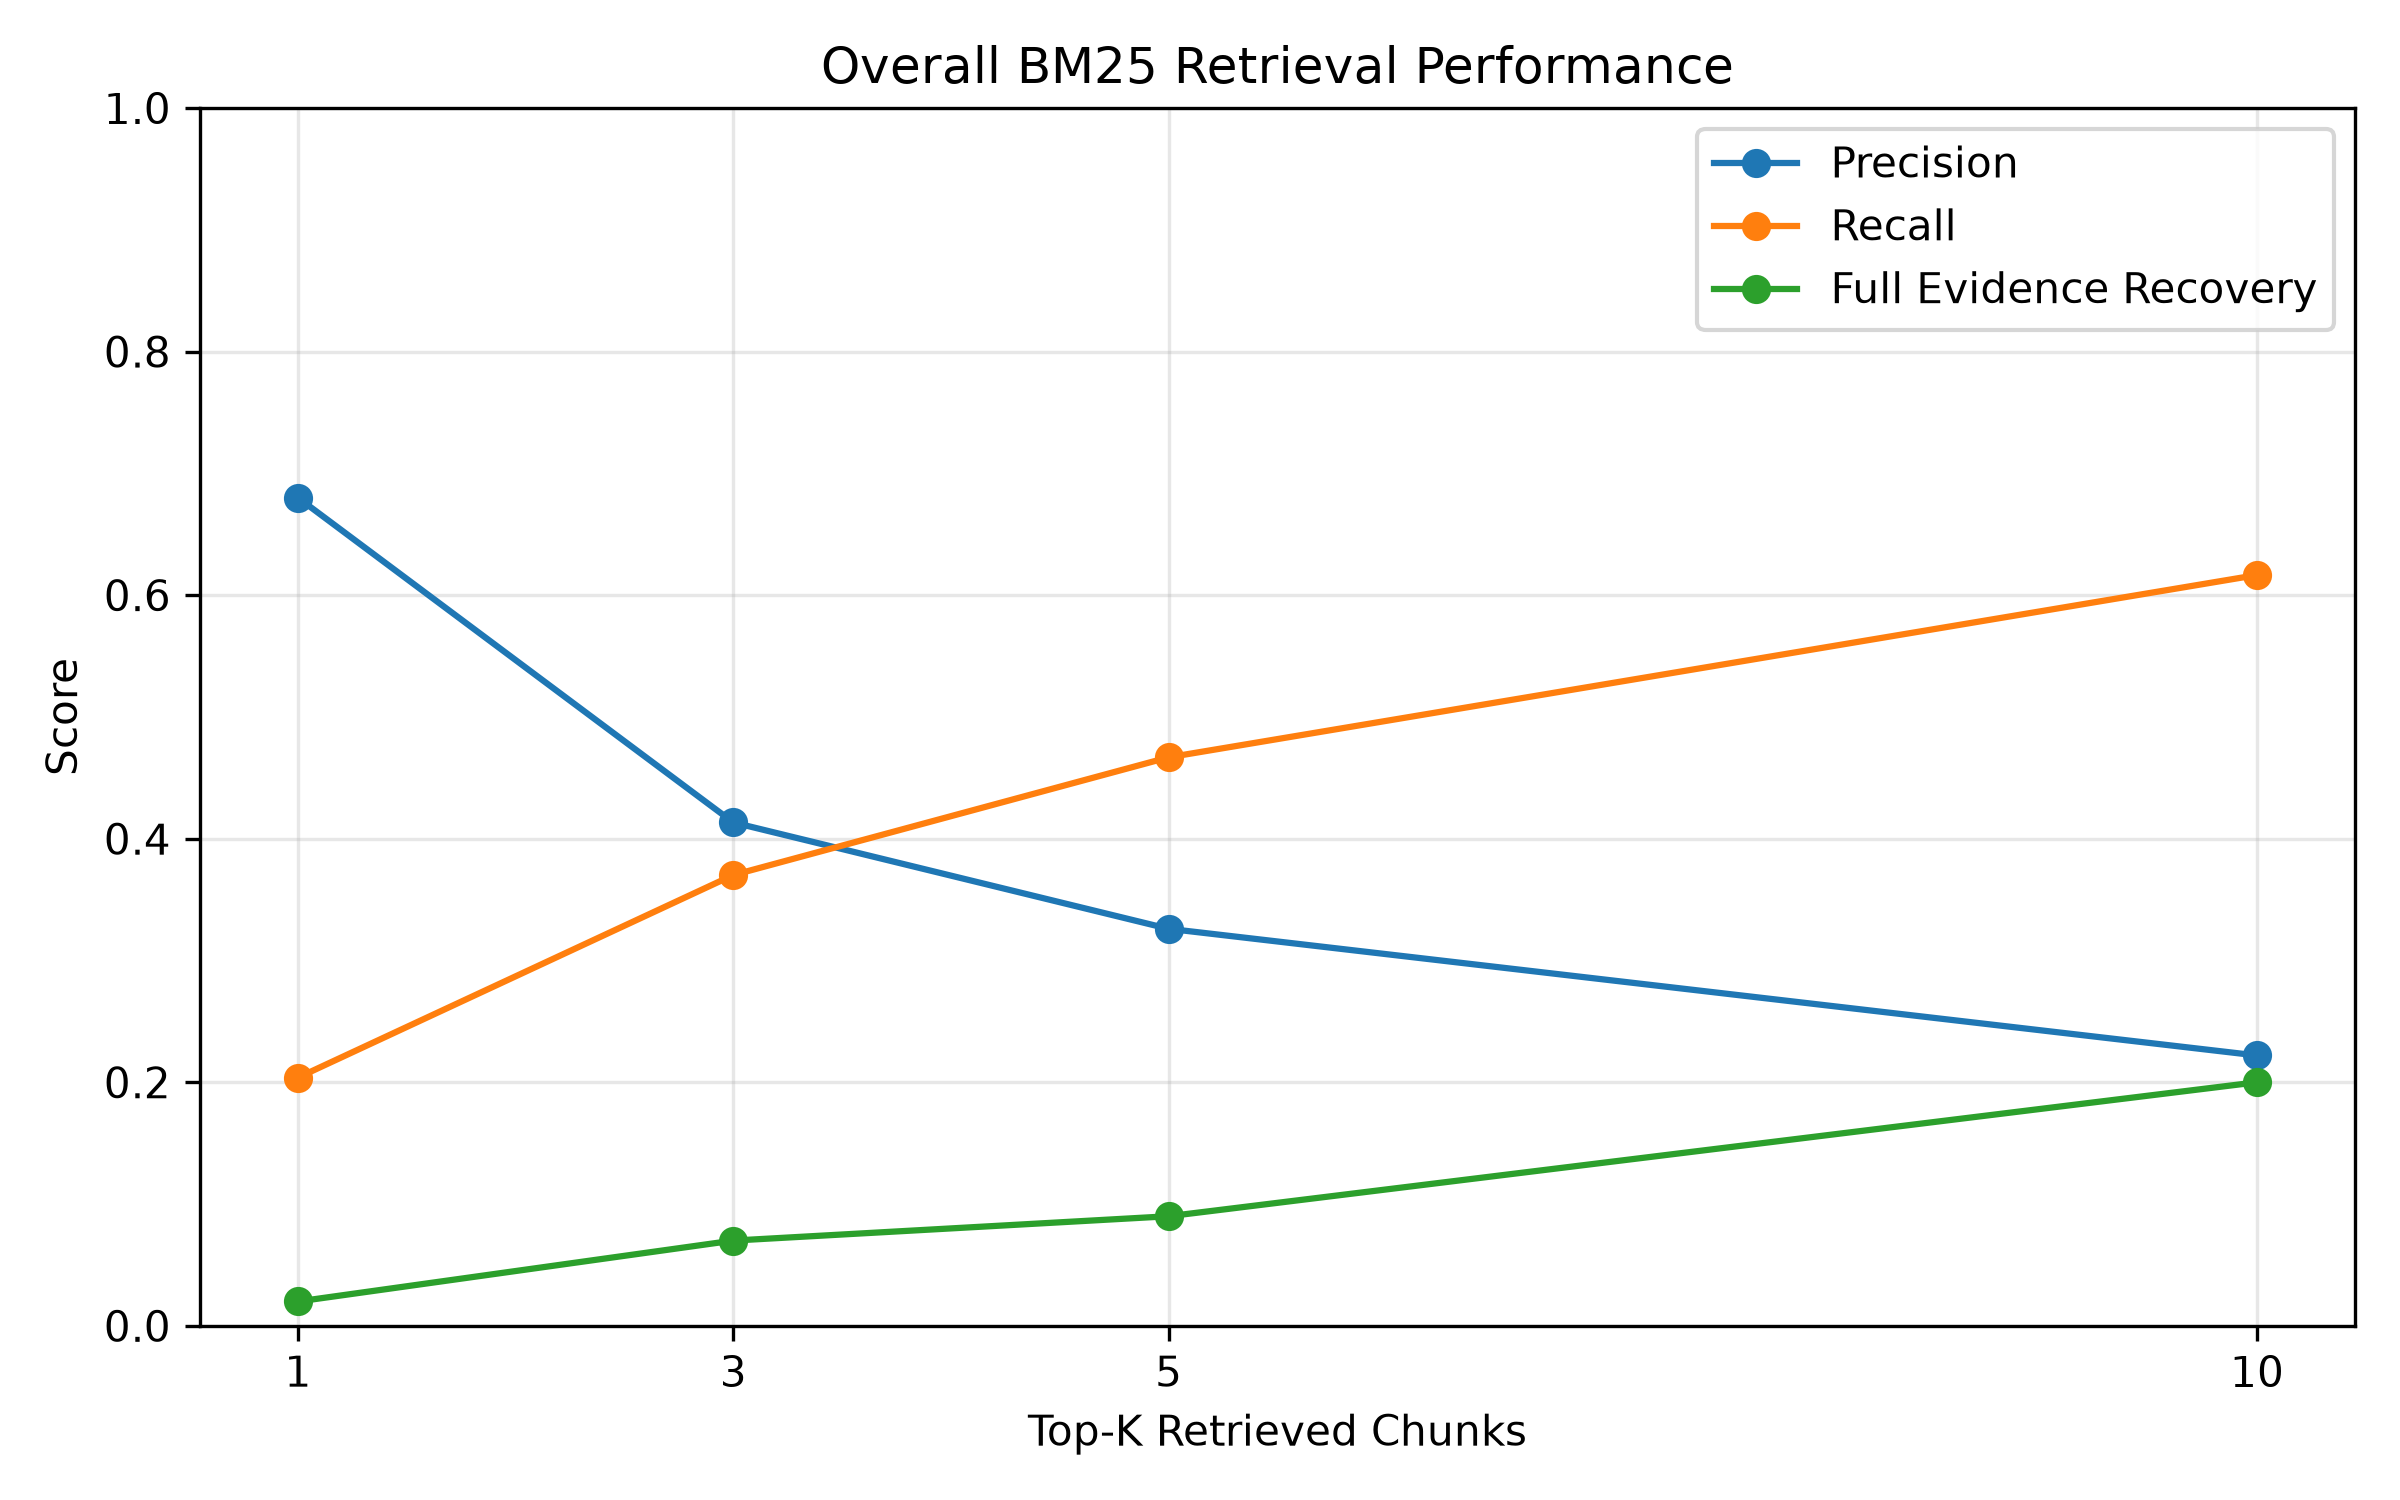 Overall BM25 Retrieval Performance
1.0
0.8
0.6
0.4
0.2
0.0
Score
Precision
Recall
Full Evidence Recovery
1 3 5 10
Top-K Retrieved Chunks